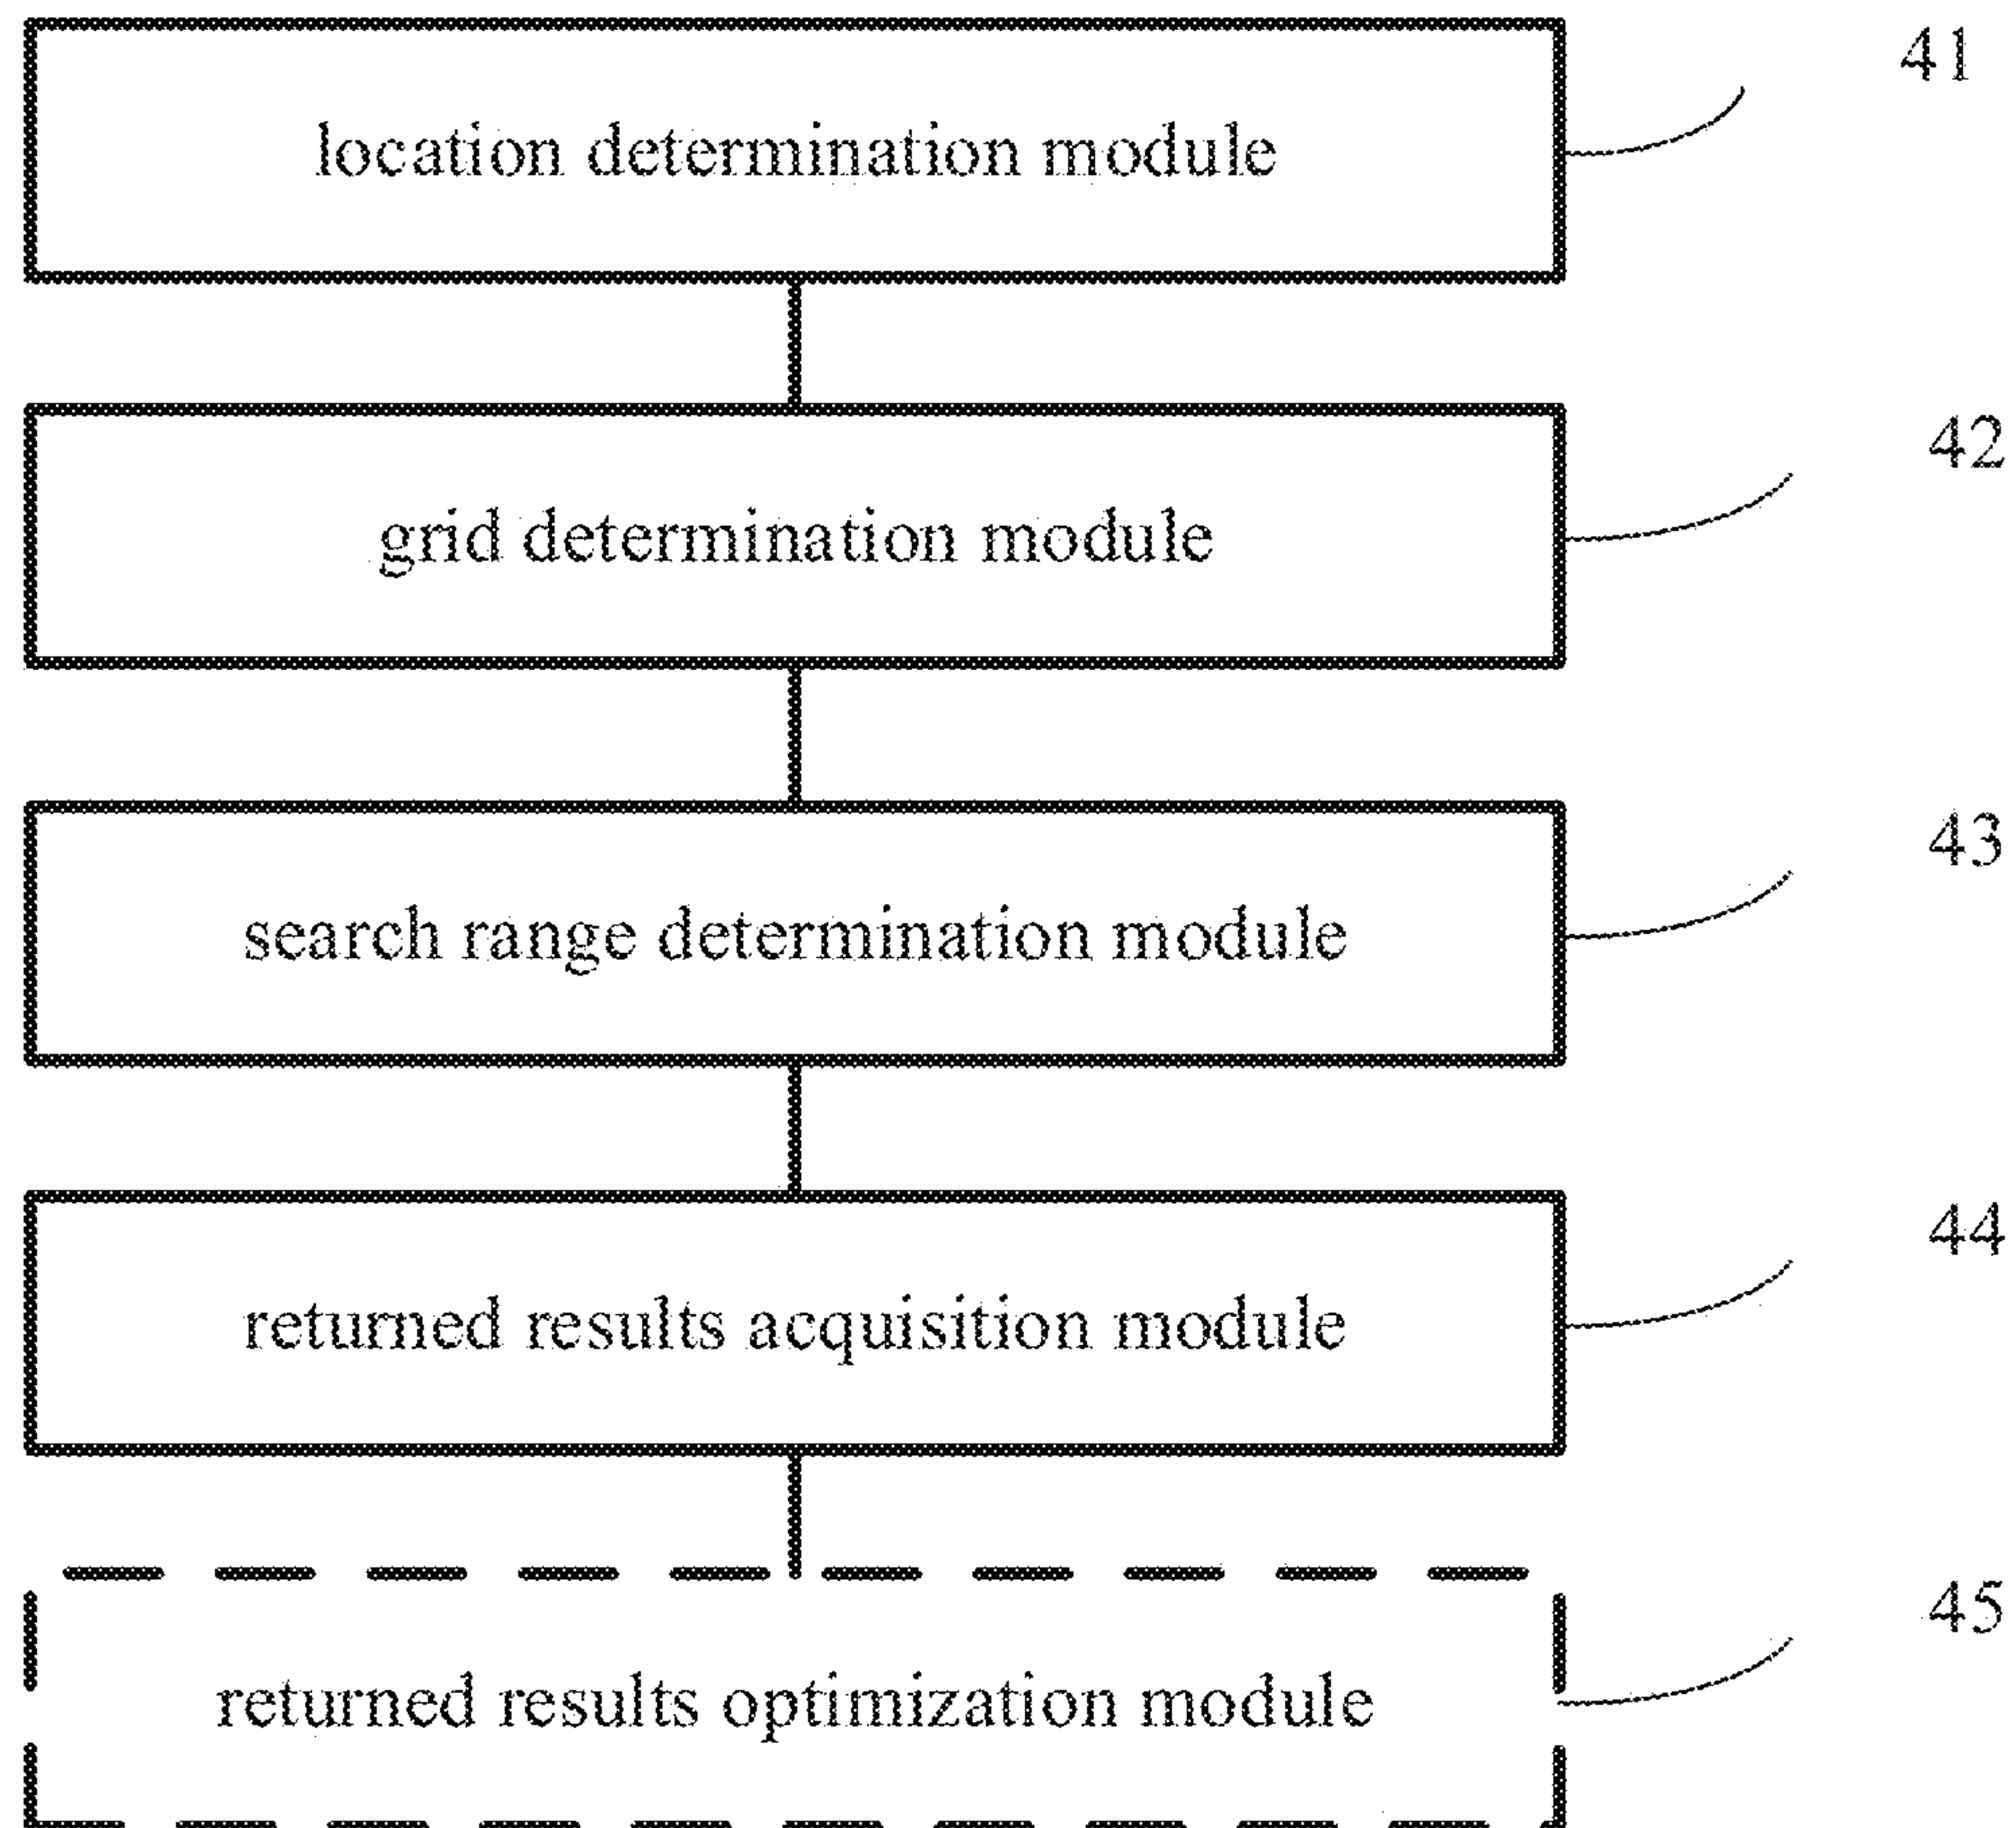 41
location determination module
42
grid determination module
43
search range determination module
44
returned results acquisition module
45
returned results optimization module